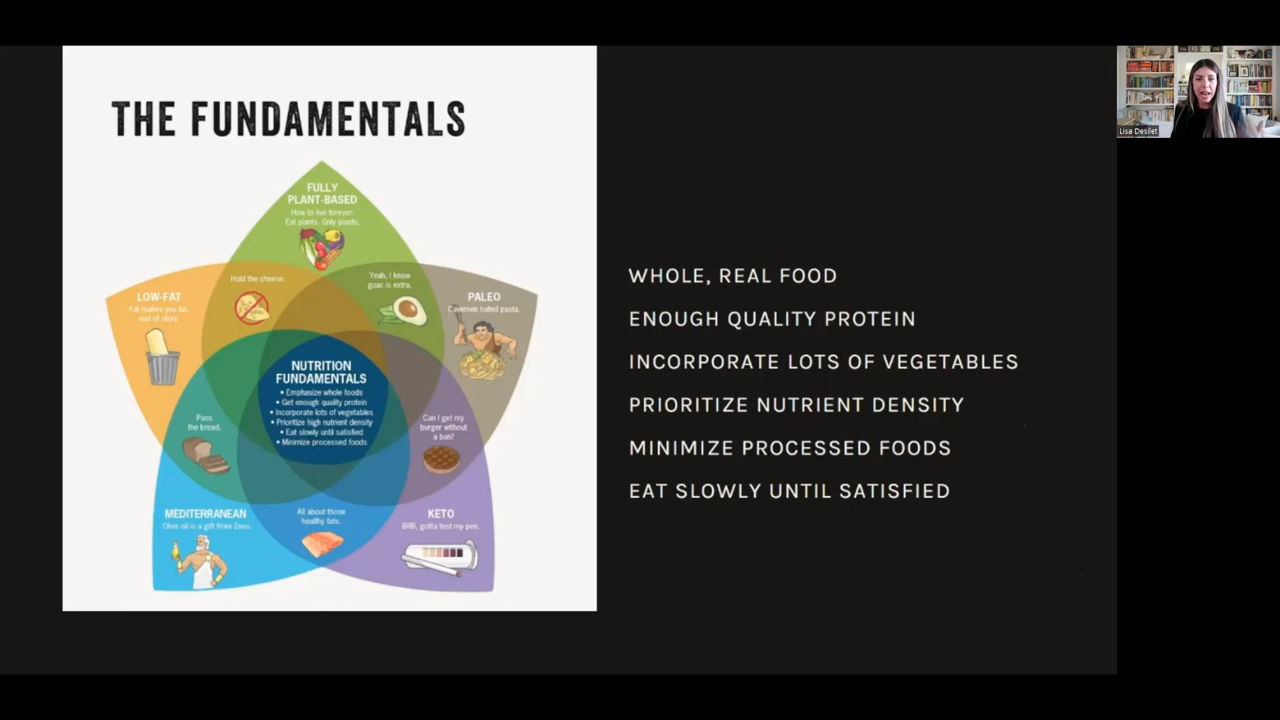 THE FUNDAMENTALS
FULLY
PLANT-BASED
How to live forever:
Eat plants. Only plants.
Hold the cheese.
Yeah, I know
guac is extra.
LOW-FAT
Fat makes you fat,
end of story.
PALEO
Cavemen hated pasta.
NUTRITION
FUNDAMENTALS
• Emphasize whole foods
• Get enough quality protein
• Incorporate lots of vegetables
• Prioritize high nutrient density
• Eat slowly until satisfied
• Minimize processed foods
Pass
the bread.
Can I get my
burger without
a bun?
MEDITERRANEAN
Olive oil is a gift from Zeus.
All about those
healthy fats.
KETO
BRB, gotta test my pee.
WHOLE, REAL FOOD
ENOUGH QUALITY PROTEIN
INCORPORATE LOTS OF VEGETABLES
PRIORITIZE NUTRIENT DENSITY
MINIMIZE PROCESSED FOODS
EAT SLOWLY UNTIL SATISFIED
Lisa Desilet